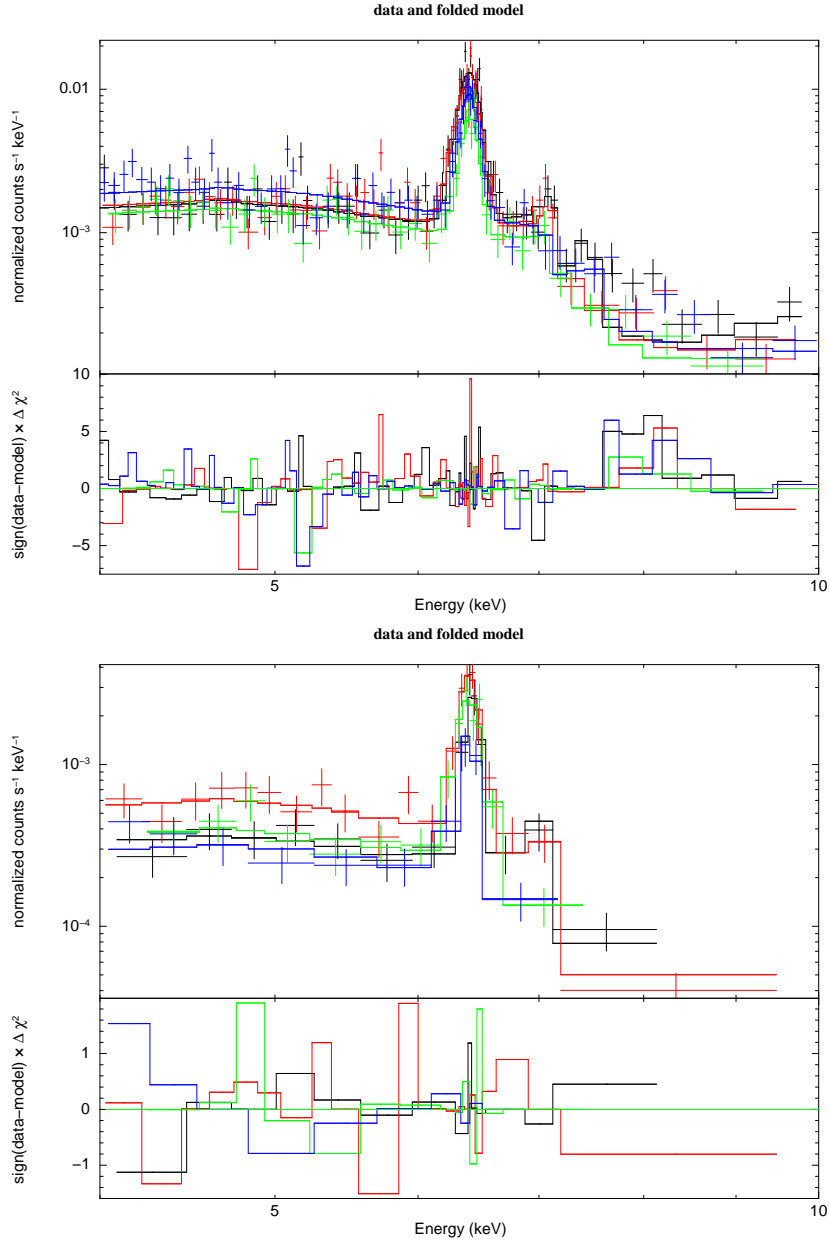 data and folded model
normalized counts s⁻¹ keV⁻¹
0.01
10⁻³
sign(data−model) × Δ χ²
10
5
0
−5
5
10
Energy (keV)
data and folded model
normalized counts s⁻¹ keV⁻¹
10⁻³
10⁻⁴
sign(data−model) × Δ χ²
1
0
−1
5
10
Energy (keV)